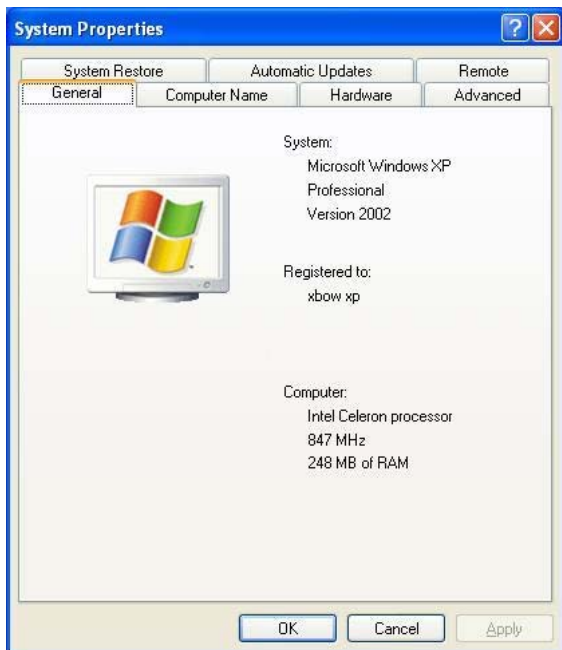 System Properties
?
System Restore Automatic Updates Remote
General Computer Name Hardware Advanced
System:
Microsoft Windows XP
Professional
Version 2002
Registered to:
xbow xp
Computer:
Intel Celeron processor
847 MHz
248 MB of RAM
OK Cancel Apply